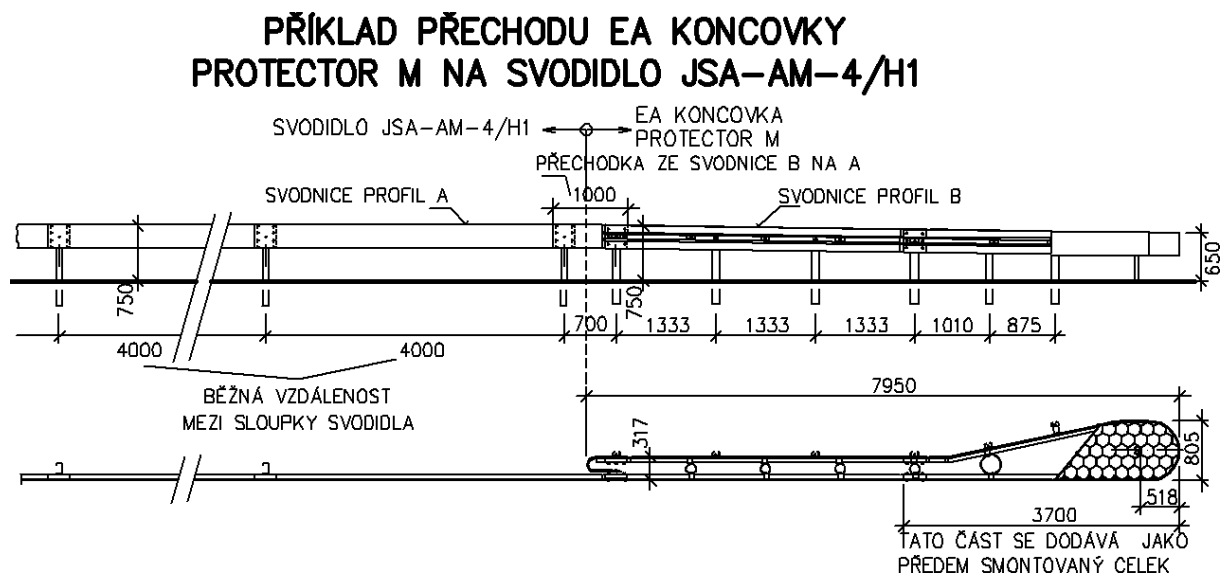 PŘÍKLAD PŘECHODU EA KONCOVKY
PROTECTOR M NA SVODIDLO JSA-AM-4/H1
SVODIDLO JSA-AM-4/H1
EA KONCOVKA
PROTECTOR M
PŘECHODKA ZE SVODNICE B NA A
SVODNICE PROFIL A
1000
SVODNICE PROFIL B
750
750
650
4000
4000
700
1333
1333
1333
1010
875
BĚŽNÁ VZDÁLENOST
MEZI SLOUPKY SVODIDLA
7950
317
805
518
3700
TATO ČÁST SE DODÁVÁ JAKO
PŘEDEM SMONTOVANÝ CELEK